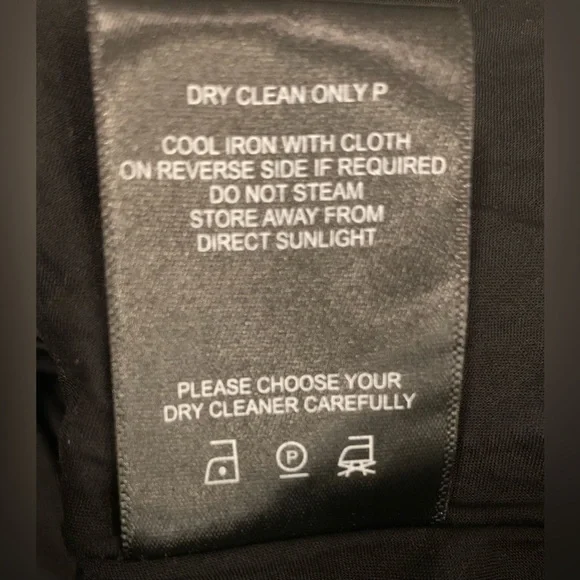 DRY CLEAN ONLY P
COOL IRON WITH CLOTH
ON REVERSE SIDE IF REQUIRED
DO NOT STEAM
STORE AWAY FROM
DIRECT SUNLIGHT
PLEASE CHOOSE YOUR
DRY CLEANER CAREFULLY
P